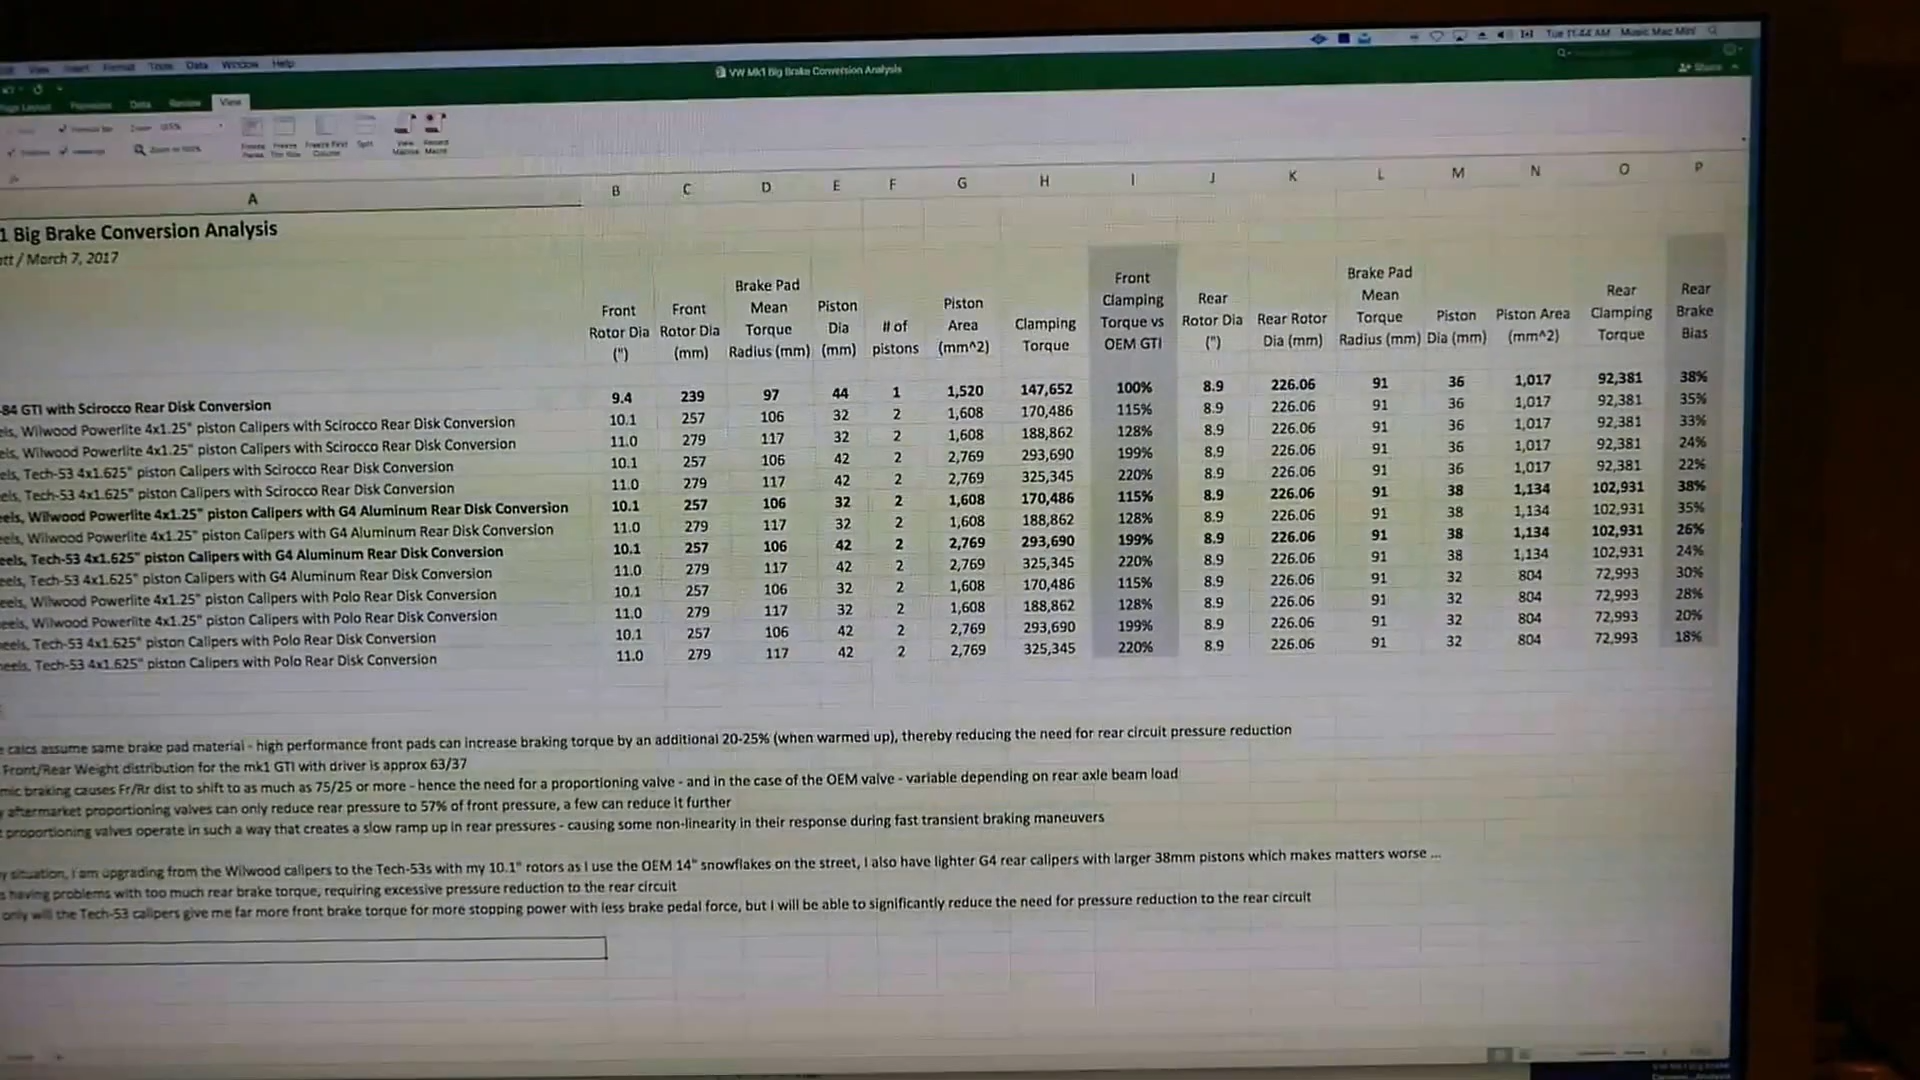 View Insert Format Tools Data Window Help
Tue 11:44 AM Music Mac Mini
VW Mk1 Big Brake Conversion Analysis
Share
Data Review View
A B C D E F G H I J K L M N O P
1 Big Brake Conversion Analysis
/ March 7, 2017
Front Rotor Dia (") Front Rotor Dia (mm) Brake Pad Mean Torque Radius (mm) Piston Dia (mm) # of pistons Piston Area (mm^2) Clamping Torque Front Clamping Torque vs OEM GTI Rear Rotor Dia (") Rear Rotor Dia (mm) Brake Pad Mean Torque Radius (mm) Piston Dia (mm) Piston Area (mm^2) Rear Clamping Torque Rear Brake Bias
-84 GTI with Scirocco Rear Disk Conversion 9.4 239 97 44 1 1,520 147,652 100% 8.9 226.06 91 36 1,017 92,381 38%
els, Wilwood Powerlite 4x1.25" piston Calipers with Scirocco Rear Disk Conversion 10.1 257 106 32 2 1,608 170,486 115% 8.9 226.06 91 36 1,017 92,381 35%
els, Wilwood Powerlite 4x1.25" piston Calipers with Scirocco Rear Disk Conversion 11.0 279 117 32 2 1,608 188,862 128% 8.9 226.06 91 36 1,017 92,381 33%
els, Tech-53 4x1.625" piston Calipers with Scirocco Rear Disk Conversion 10.1 257 106 42 2 2,769 293,690 199% 8.9 226.06 91 36 1,017 92,381 24%
els, Tech-53 4x1.625" piston Calipers with Scirocco Rear Disk Conversion 11.0 279 117 42 2 2,769 325,345 220% 8.9 226.06 91 36 1,017 92,381 22%
eels, Wilwood Powerlite 4x1.25" piston Calipers with G4 Aluminum Rear Disk Conversion 10.1 257 106 32 2 1,608 170,486 115% 8.9 226.06 91 38 1,134 102,931 38%
eels, Wilwood Powerlite 4x1.25" piston Calipers with G4 Aluminum Rear Disk Conversion 11.0 279 117 32 2 1,608 188,862 128% 8.9 226.06 91 38 1,134 102,931 35%
eels, Tech-53 4x1.625" piston Calipers with G4 Aluminum Rear Disk Conversion 10.1 257 106 42 2 2,769 293,690 199% 8.9 226.06 91 38 1,134 102,931 26%
eels, Tech-53 4x1.625" piston Calipers with G4 Aluminum Rear Disk Conversion 11.0 279 117 42 2 2,769 325,345 220% 8.9 226.06 91 38 1,134 102,931 24%
eels, Wilwood Powerlite 4x1.25" piston Calipers with Polo Rear Disk Conversion 10.1 257 106 32 2 1,608 170,486 115% 8.9 226.06 91 32 804 72,993 30%
eels, Wilwood Powerlite 4x1.25" piston Calipers with Polo Rear Disk Conversion 11.0 279 117 32 2 1,608 188,862 128% 8.9 226.06 91 32 804 72,993 28%
eels, Tech-53 4x1.625" piston Calipers with Polo Rear Disk Conversion 10.1 257 106 42 2 2,769 293,690 199% 8.9 226.06 91 32 804 72,993 20%
eels, Tech-53 4x1.625" piston Calipers with Polo Rear Disk Conversion 11.0 279 117 42 2 2,769 325,345 220% 8.9 226.06 91 32 804 72,993 18%
e calcs assume same brake pad material - high performance front pads can increase braking torque by an additional 20-25% (when warmed up), thereby reducing the need for rear circuit pressure reduction
Front/Rear Weight distribution for the mk1 GTI with driver is approx 63/37
mic braking causes Fr/Rr dist to shift to as much as 75/25 or more - hence the need for a proportioning valve - and in the case of the OEM valve - variable depending on rear axle beam load
y aftermarket proportioning valves can only reduce rear pressure to 57% of front pressure, a few can reduce it further
proportioning valves operate in such a way that creates a slow ramp up in rear pressures - causing some non-linearity in their response during fast transient braking maneuvers
y situation, I am upgrading from the Wilwood calipers to the Tech-53s with my 10.1" rotors as I use the OEM 14" snowflakes on the street, I also have lighter G4 rear calipers with larger 38mm pistons which makes matters worse ...
s having problems with too much rear brake torque, requiring excessive pressure reduction to the rear circuit
only will the Tech-53 calipers give me far more front brake torque for more stopping power with less brake pedal force, but I will be able to significantly reduce the need for pressure reduction to the rear circuit